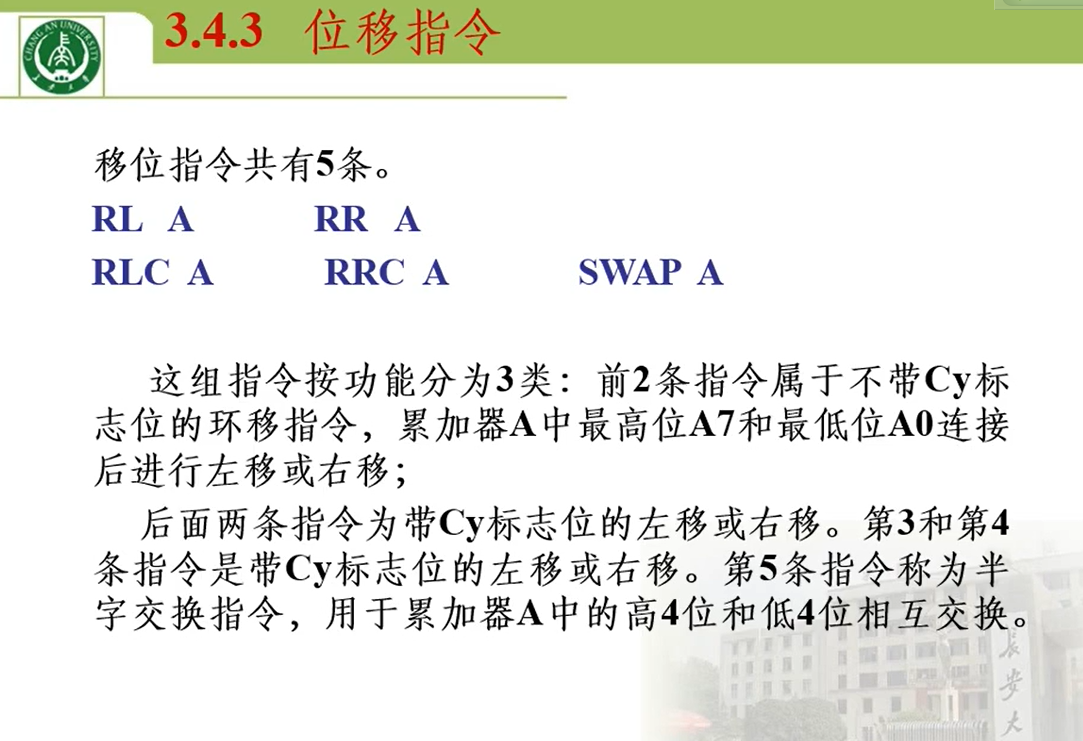 3.4.3 位移指令
CHANG'AN UNIVERSITY
移位指令共有5条。
RL A RR A
RLC A RRC A SWAP A
这组指令按功能分为3类：前2条指令属于不带Cy标
志位的环移指令，累加器A中最高位A7和最低位A0连接
后进行左移或右移；
后面两条指令为带Cy标志位的左移或右移。第3和第4
条指令是带Cy标志位的左移或右移。第5条指令称为半
字交换指令，用于累加器A中的高4位和低4位相互交换。
长安大